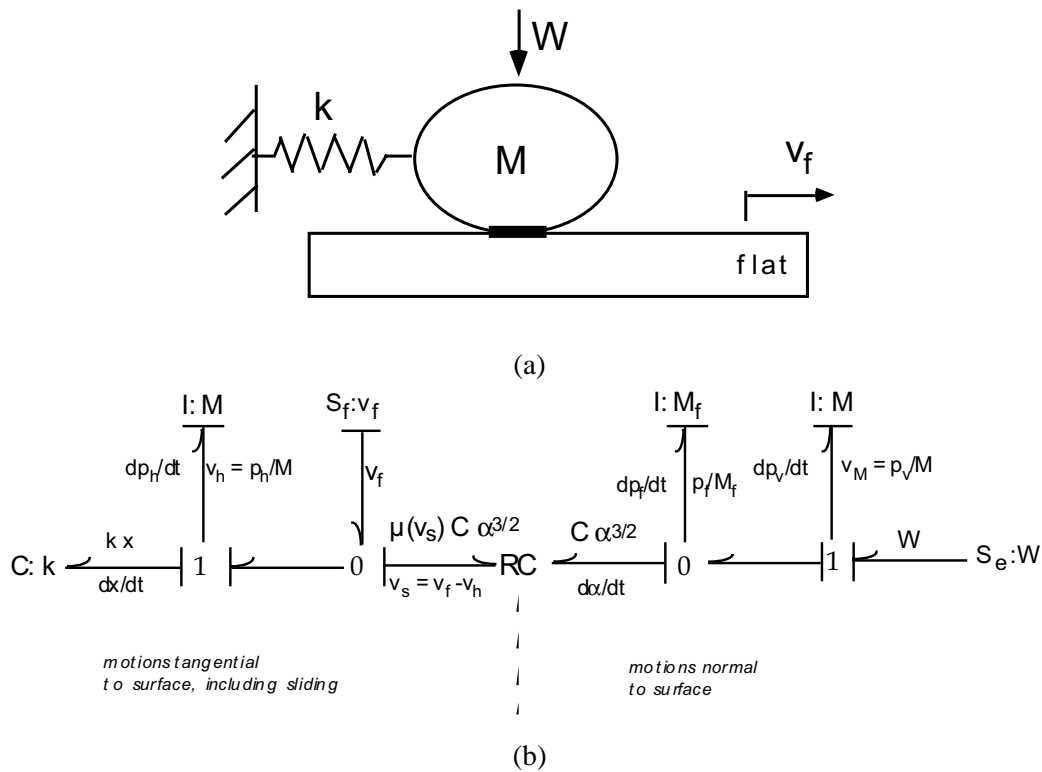 W
k
M
v_f
flat
(a)
I: M
S_f:v_f
I: M_f
I: M
dp_h/dt
v_h = p_h/M
v_f
dp_f/dt
p_f/M_f
dp_v/dt
v_M = p_v/M
k x
μ(v_s) C α^3/2
C α^3/2
W
C: k
1
0
RC
0
1
S_e:W
dx/dt
v_s = v_f -v_h
dα/dt
motions tangential
to surface, including sliding
motions normal
to surface
(b)